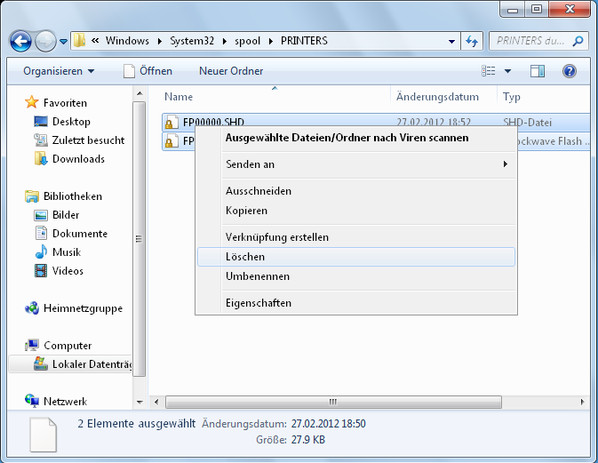 « Windows ▸ System32 ▸ spool ▸ PRINTERS
PRINTERS du...
Organisieren
Öffnen
Neuer Ordner
Favoriten
Desktop
Zuletzt besucht
Downloads
Bibliotheken
Bilder
Dokumente
Musik
Videos
Heimnetzgruppe
Computer
Lokaler Datenträ
Netzwerk
Name Änderungsdatum Typ
FP00000.SHD 27.02.2012 18:52 SHD-Datei
FP ockwave Flash ...
Ausgewählte Dateien/Ordner nach Viren scannen
Senden an
Ausschneiden
Kopieren
Verknüpfung erstellen
Löschen
Umbenennen
Eigenschaften
2 Elemente ausgewählt Änderungsdatum: 27.02.2012 18:50
Größe: 27.9 KB